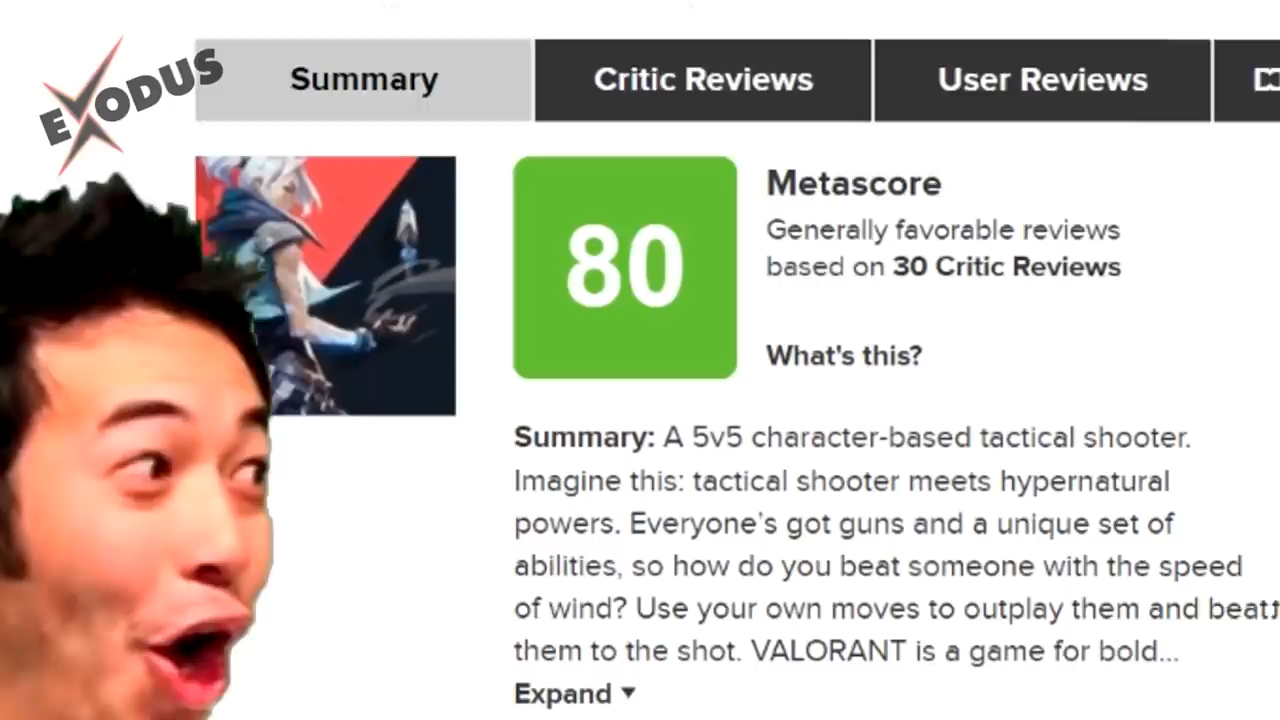 EXODUS
Summary
Critic Reviews
User Reviews
80
Metascore
Generally favorable reviews
based on 30 Critic Reviews
What's this?
Summary: A 5v5 character-based tactical shooter.
Imagine this: tactical shooter meets hypernatural
powers. Everyone's got guns and a unique set of
abilities, so how do you beat someone with the speed
of wind? Use your own moves to outplay them and beat
them to the shot. VALORANT is a game for bold...
Expand